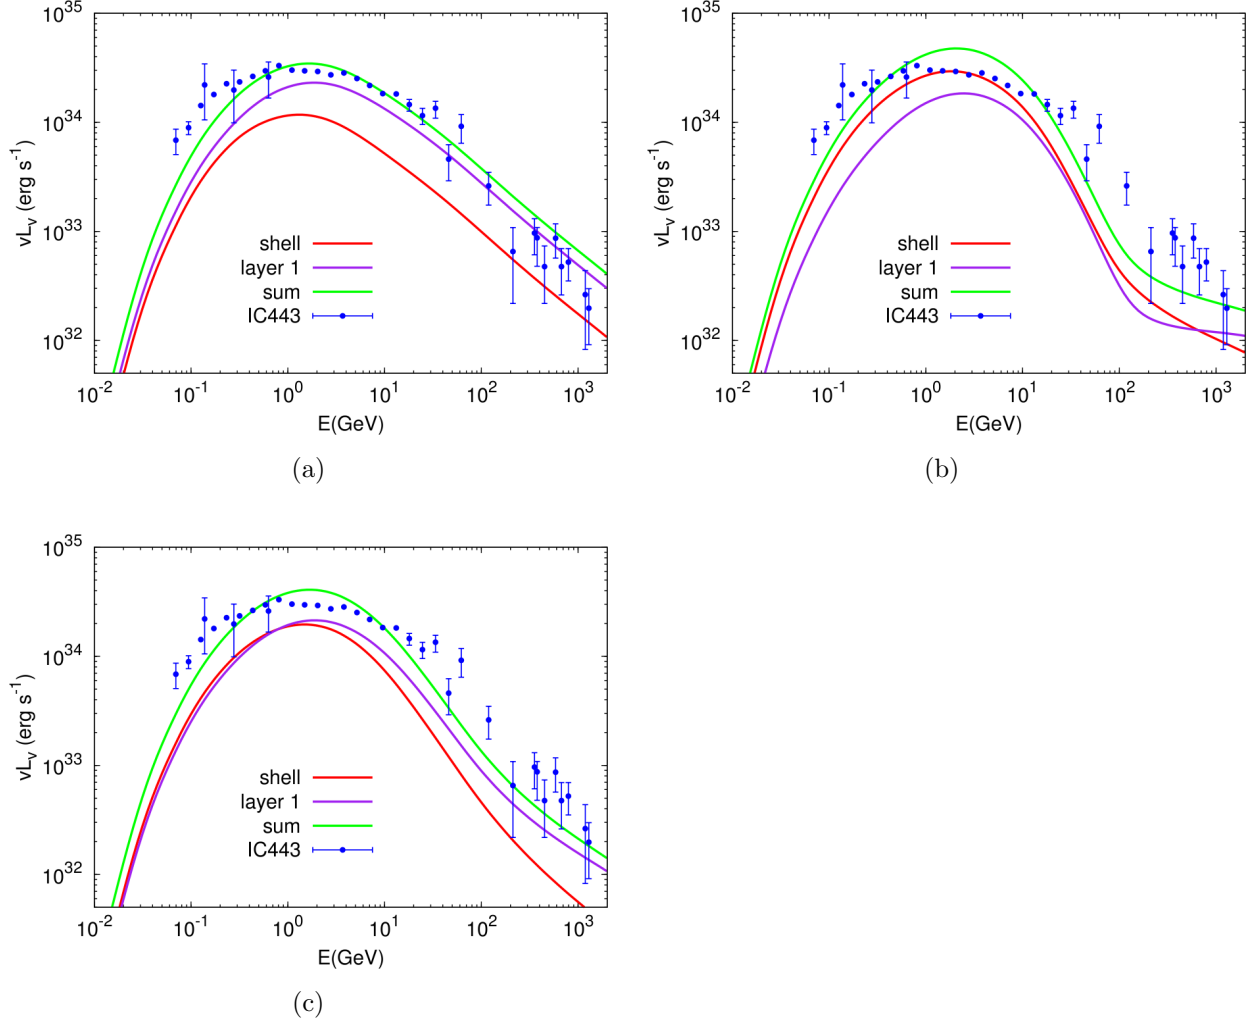 10^35
10^34
10^33
10^32
νL_ν (erg s^-1)
shell
layer 1
sum
IC443
10^-2 10^-1 10^0 10^1 10^2 10^3
E(GeV)
(a)
10^35
10^34
10^33
10^32
νL_ν (erg s^-1)
shell
layer 1
sum
IC443
10^-2 10^-1 10^0 10^1 10^2 10^3
E(GeV)
(b)
10^35
10^34
10^33
10^32
νL_ν (erg s^-1)
shell
layer 1
sum
IC443
10^-2 10^-1 10^0 10^1 10^2 10^3
E(GeV)
(c)